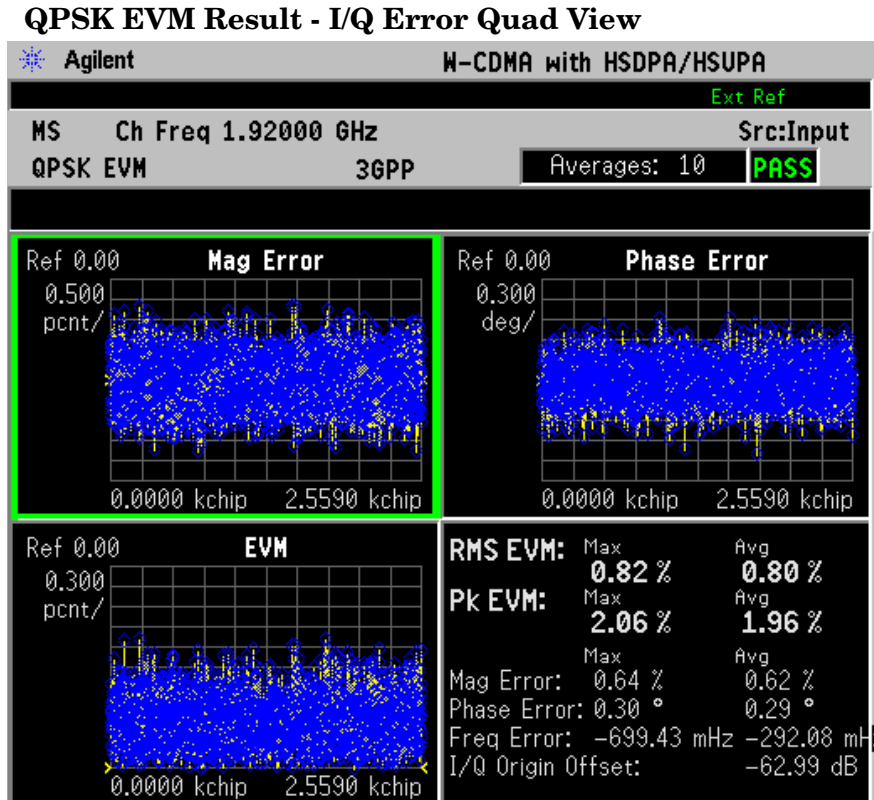 QPSK EVM Result - I/Q Error Quad View
Agilent W-CDMA with HSDPA/HSUPA
Ext Ref
MS Ch Freq 1.92000 GHz Src:Input
QPSK EVM 3GPP Averages: 10 PASS
Ref 0.00 Mag Error
0.500
pcnt/
0.0000 kchip 2.5590 kchip
Ref 0.00 Phase Error
0.300
deg/
0.0000 kchip 2.5590 kchip
Ref 0.00 EVM
0.300
pcnt/
0.0000 kchip 2.5590 kchip
RMS EVM: Max Avg
0.82 % 0.80 %
Pk EVM: Max Avg
2.06 % 1.96 %
Max Avg
Mag Error: 0.64 % 0.62 %
Phase Error: 0.30 ° 0.29 °
Freq Error: -699.43 mHz -292.08 mH
I/Q Origin Offset: -62.99 dB